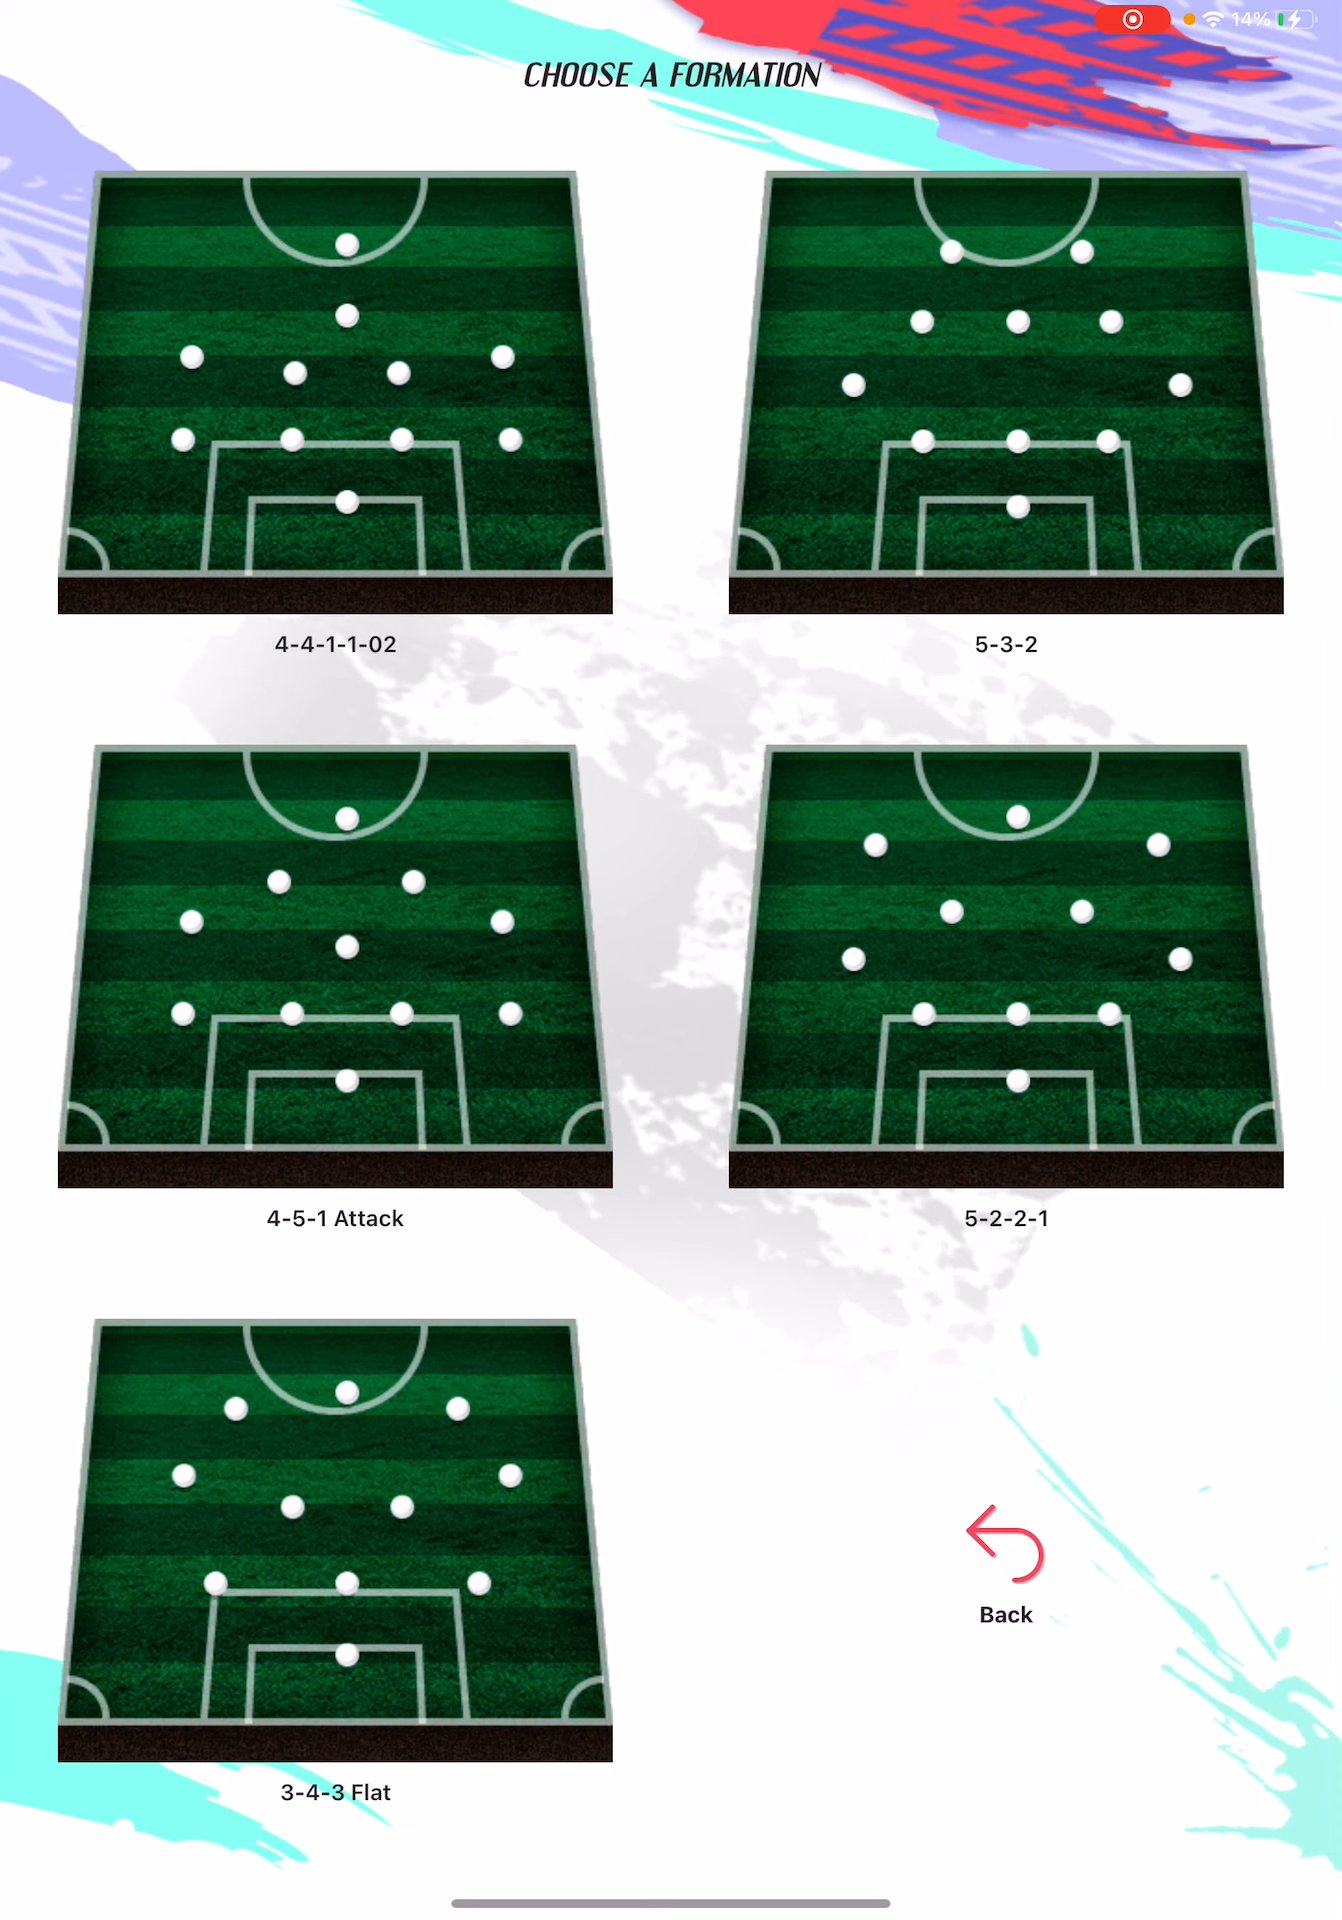 14%
CHOOSE A FORMATION
4-4-1-1-02
5-3-2
4-5-1 Attack
5-2-2-1
3-4-3 Flat
Back